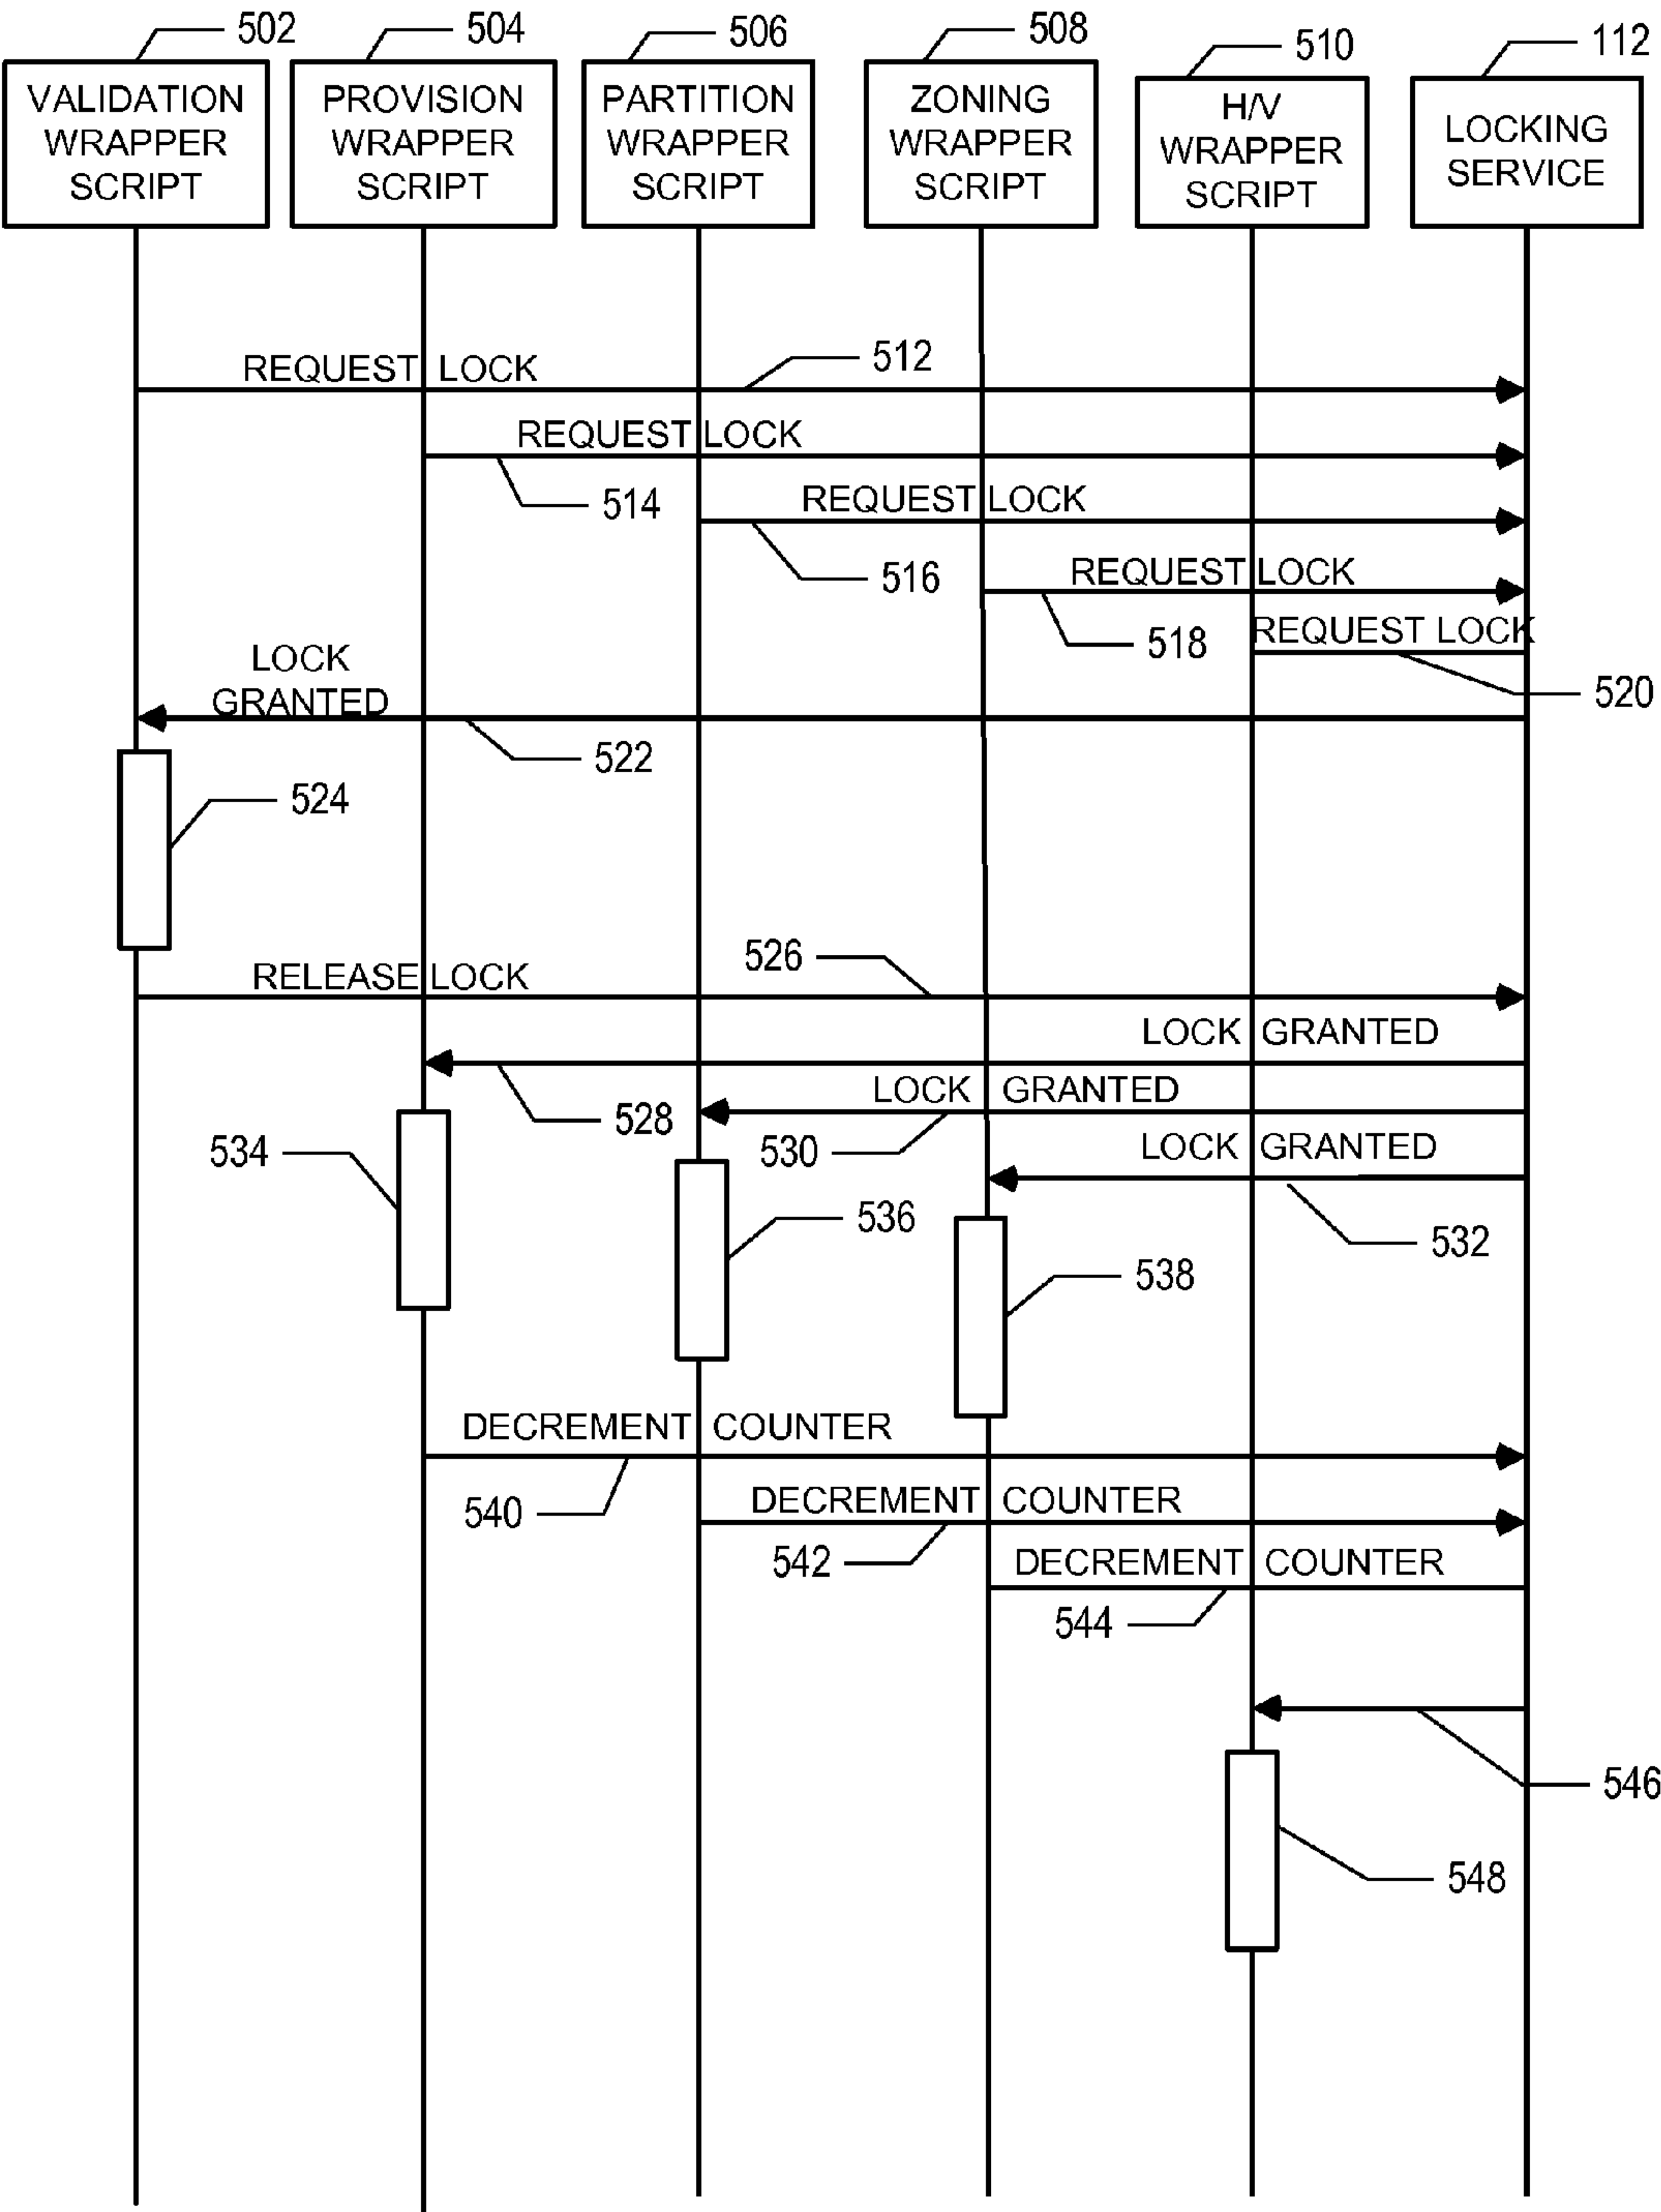 502
504
506
508
510
112
VALIDATION
WRAPPER
SCRIPT
PROVISION
WRAPPER
SCRIPT
PARTITION
WRAPPER
SCRIPT
ZONING
WRAPPER
SCRIPT
H/V
WRAPPER
SCRIPT
LOCKING
SERVICE
REQUEST LOCK
512
REQUEST LOCK
514
REQUEST LOCK
516
REQUEST LOCK
518
REQUEST LOCK
520
LOCK
GRANTED
522
524
RELEASE LOCK
526
LOCK GRANTED
528
LOCK GRANTED
530
LOCK GRANTED
532
534
536
538
DECREMENT COUNTER
540
DECREMENT COUNTER
542
DECREMENT COUNTER
544
546
548